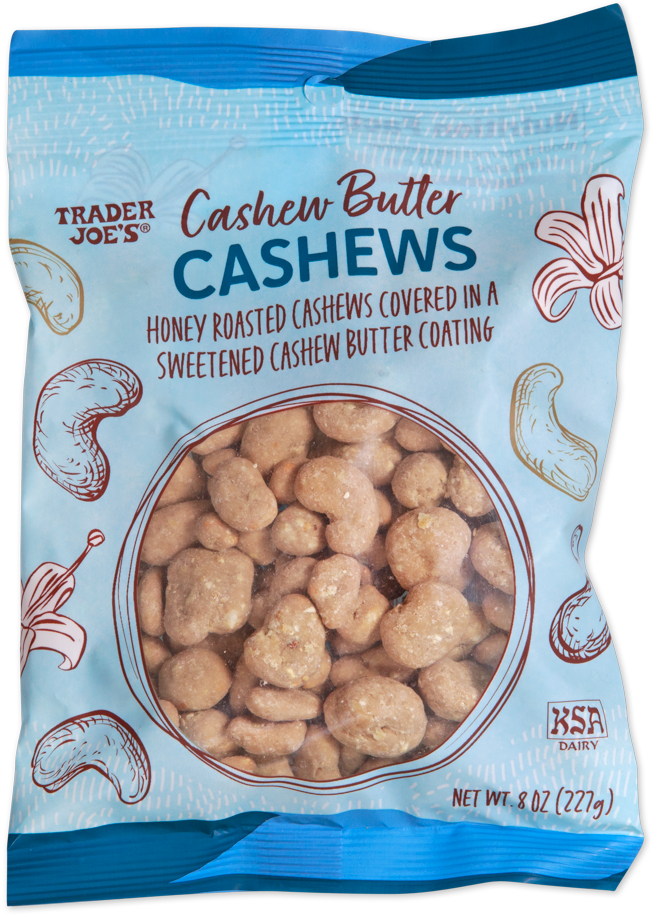 TRADER
JOE'S®
Cashew Butter
CASHEWS
HONEY ROASTED CASHEWS COVERED IN A
SWEETENED CASHEW BUTTER COATING
KSA
DAIRY
NET WT. 8 OZ (227g)